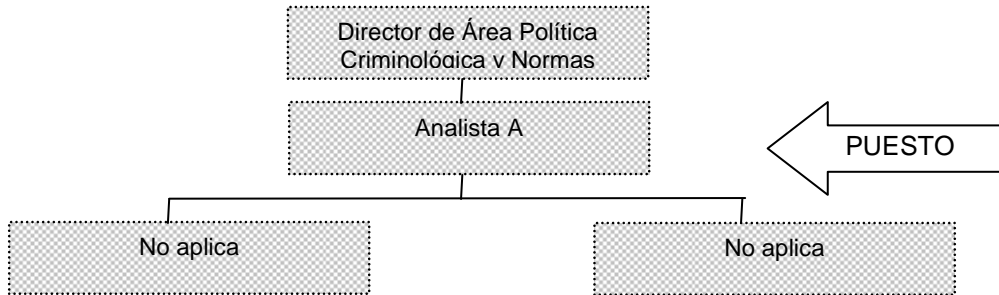 Director de Área Política
Criminológica y Normas
Analista A
PUESTO
No aplica
No aplica